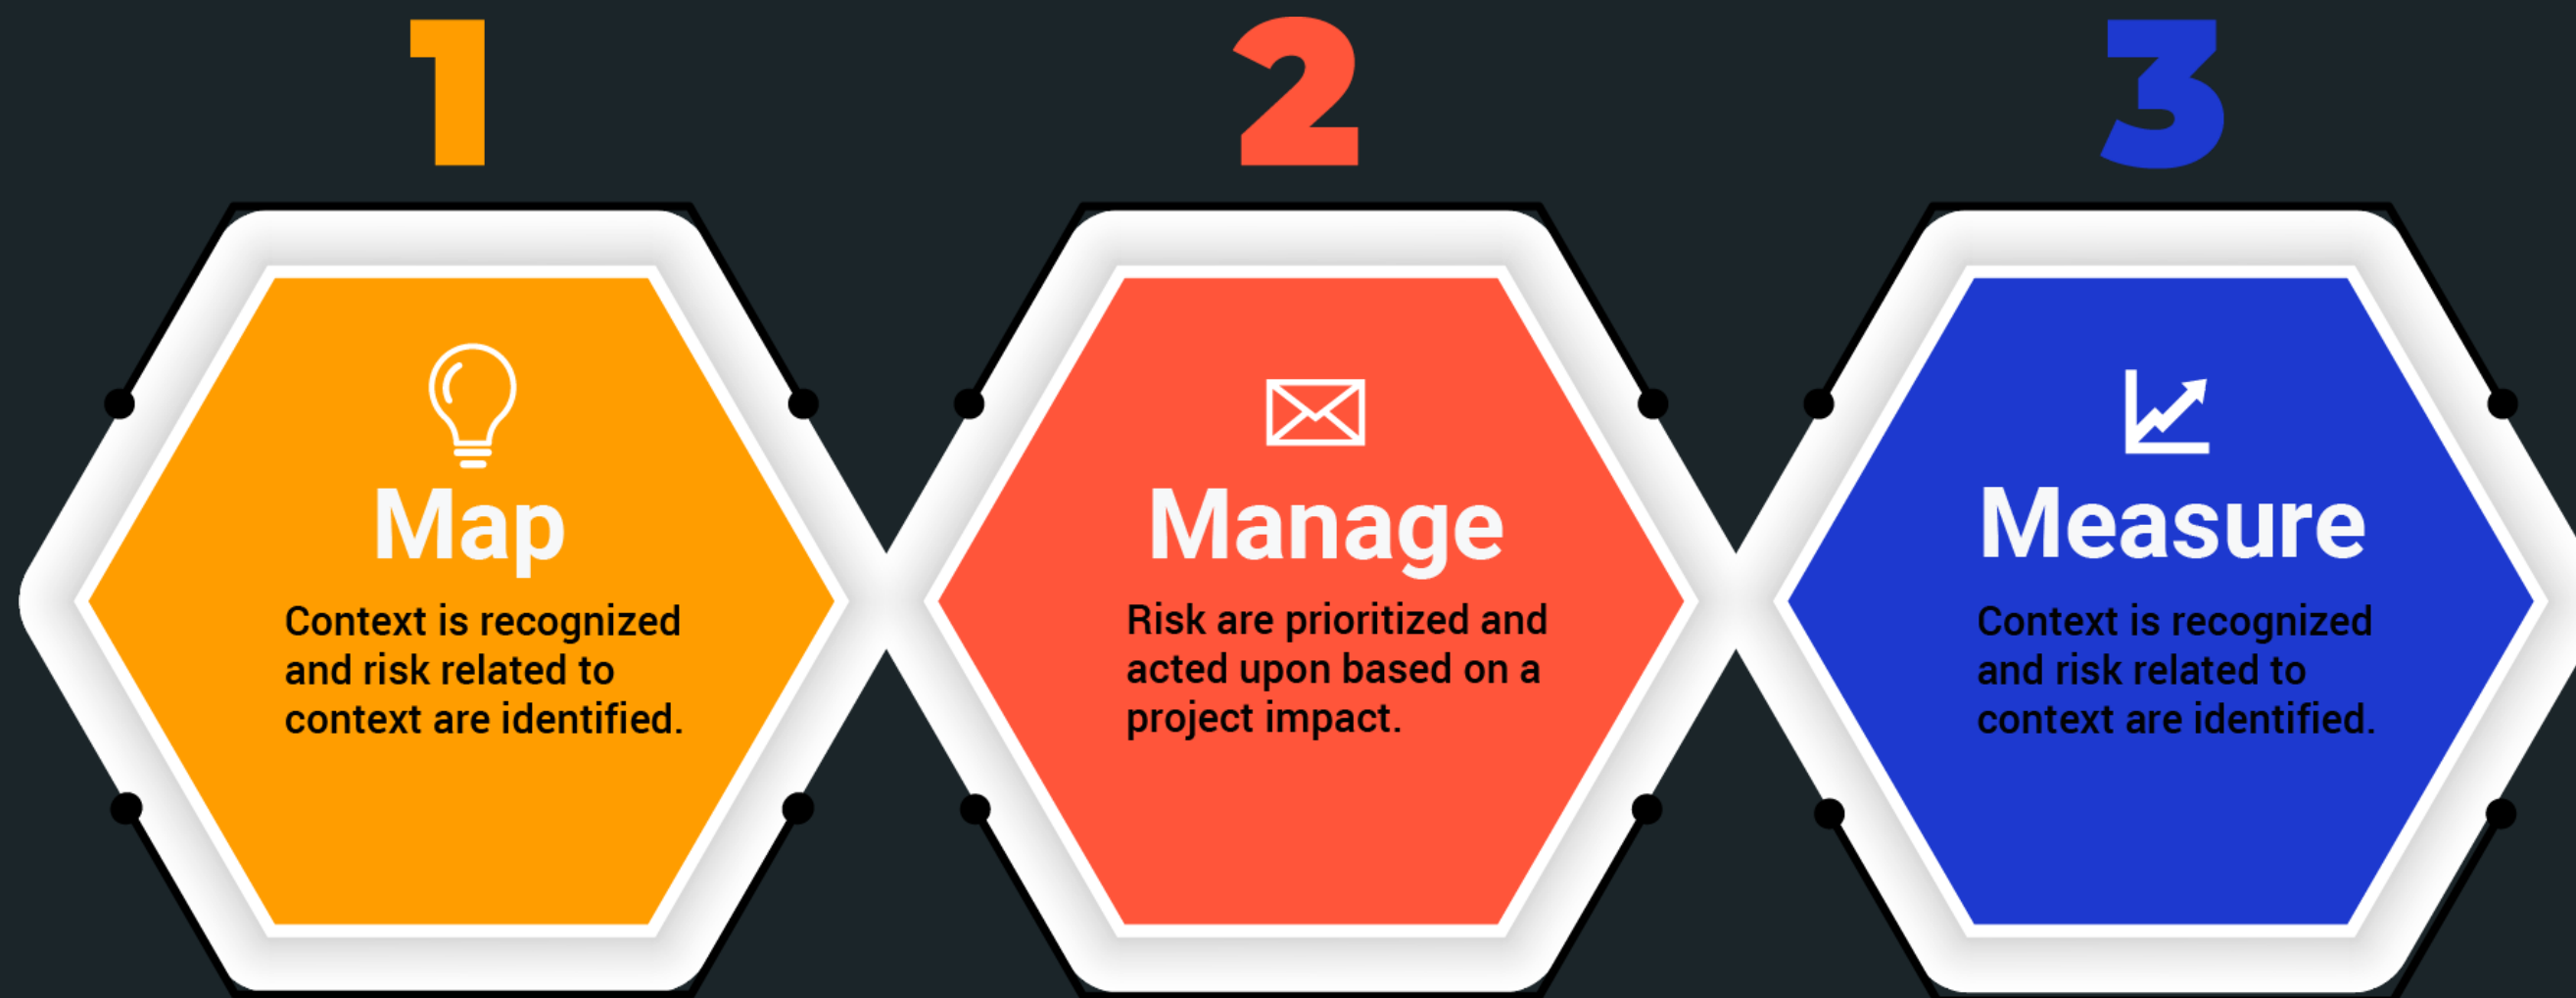 1
2
3
Map
Context is recognized
and risk related to
context are identified.
Manage
Risk are prioritized and
acted upon based on a
project impact.
Measure
Context is recognized
and risk related to
context are identified.